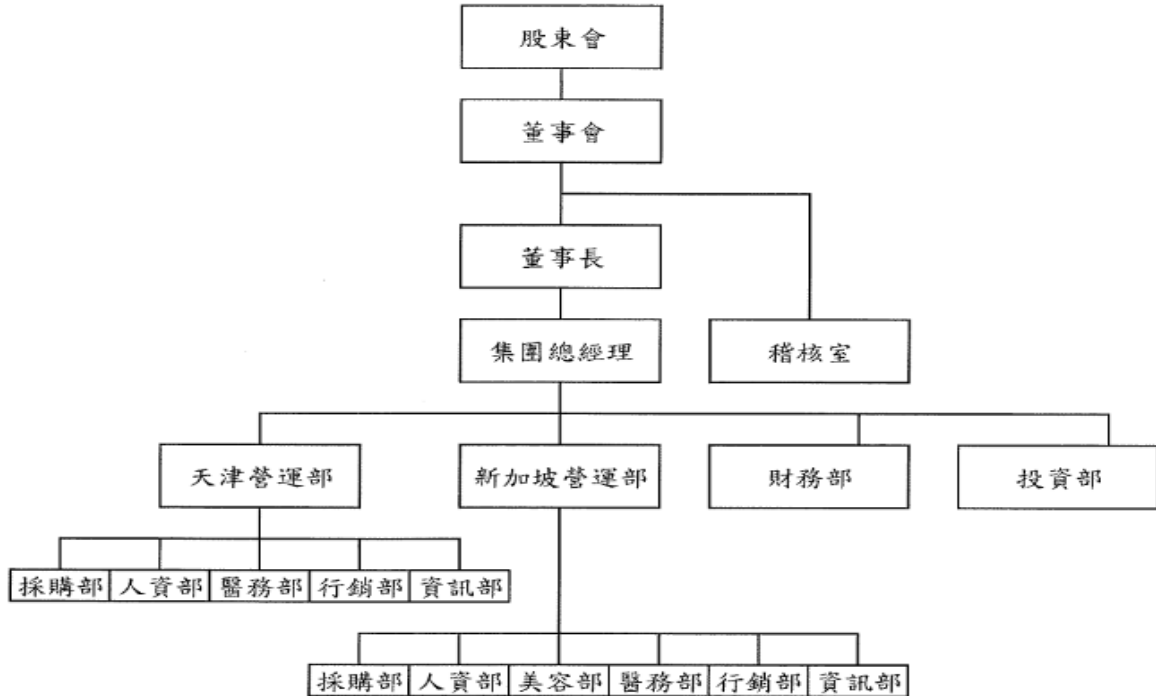 股東會
董事會
董事長
集團總經理
稽核室
天津營運部
新加坡營運部
財務部
投資部
採購部
人資部
醫務部
行銷部
資訊部
採購部
人資部
美容部
醫務部
行銷部
資訊部